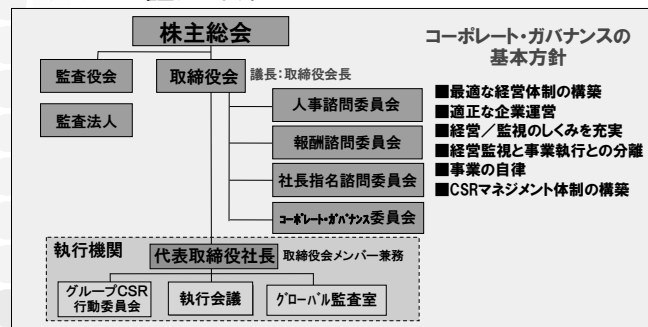 株主総会
監査役会
取締役会
議長:取締役会長
監査法人
人事諮問委員会
報酬諮問委員会
社長指名諮問委員会
コーポレート・ガバナンス委員会
執行機関
代表取締役社長
取締役会メンバー兼務
グループCSR
行動委員会
執行会議
グローバル監査室
コーポレート・ガバナンスの
基本方針
■最適な経営体制の構築
■適正な企業運営
■経営／監視のしくみを充実
■経営監視と事業執行との分離
■事業の自律
■CSRマネジメント体制の構築